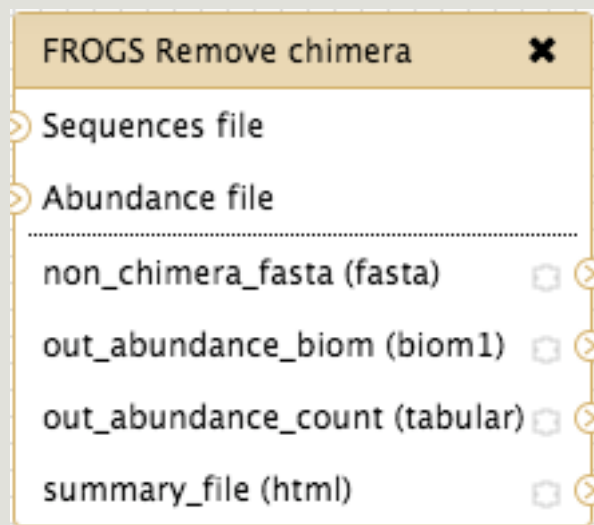 FROGS Remove chimera
Sequences file
Abundance file
non_chimera_fasta (fasta)
out_abundance_biom (biom1)
out_abundance_count (tabular)
summary_file (html)